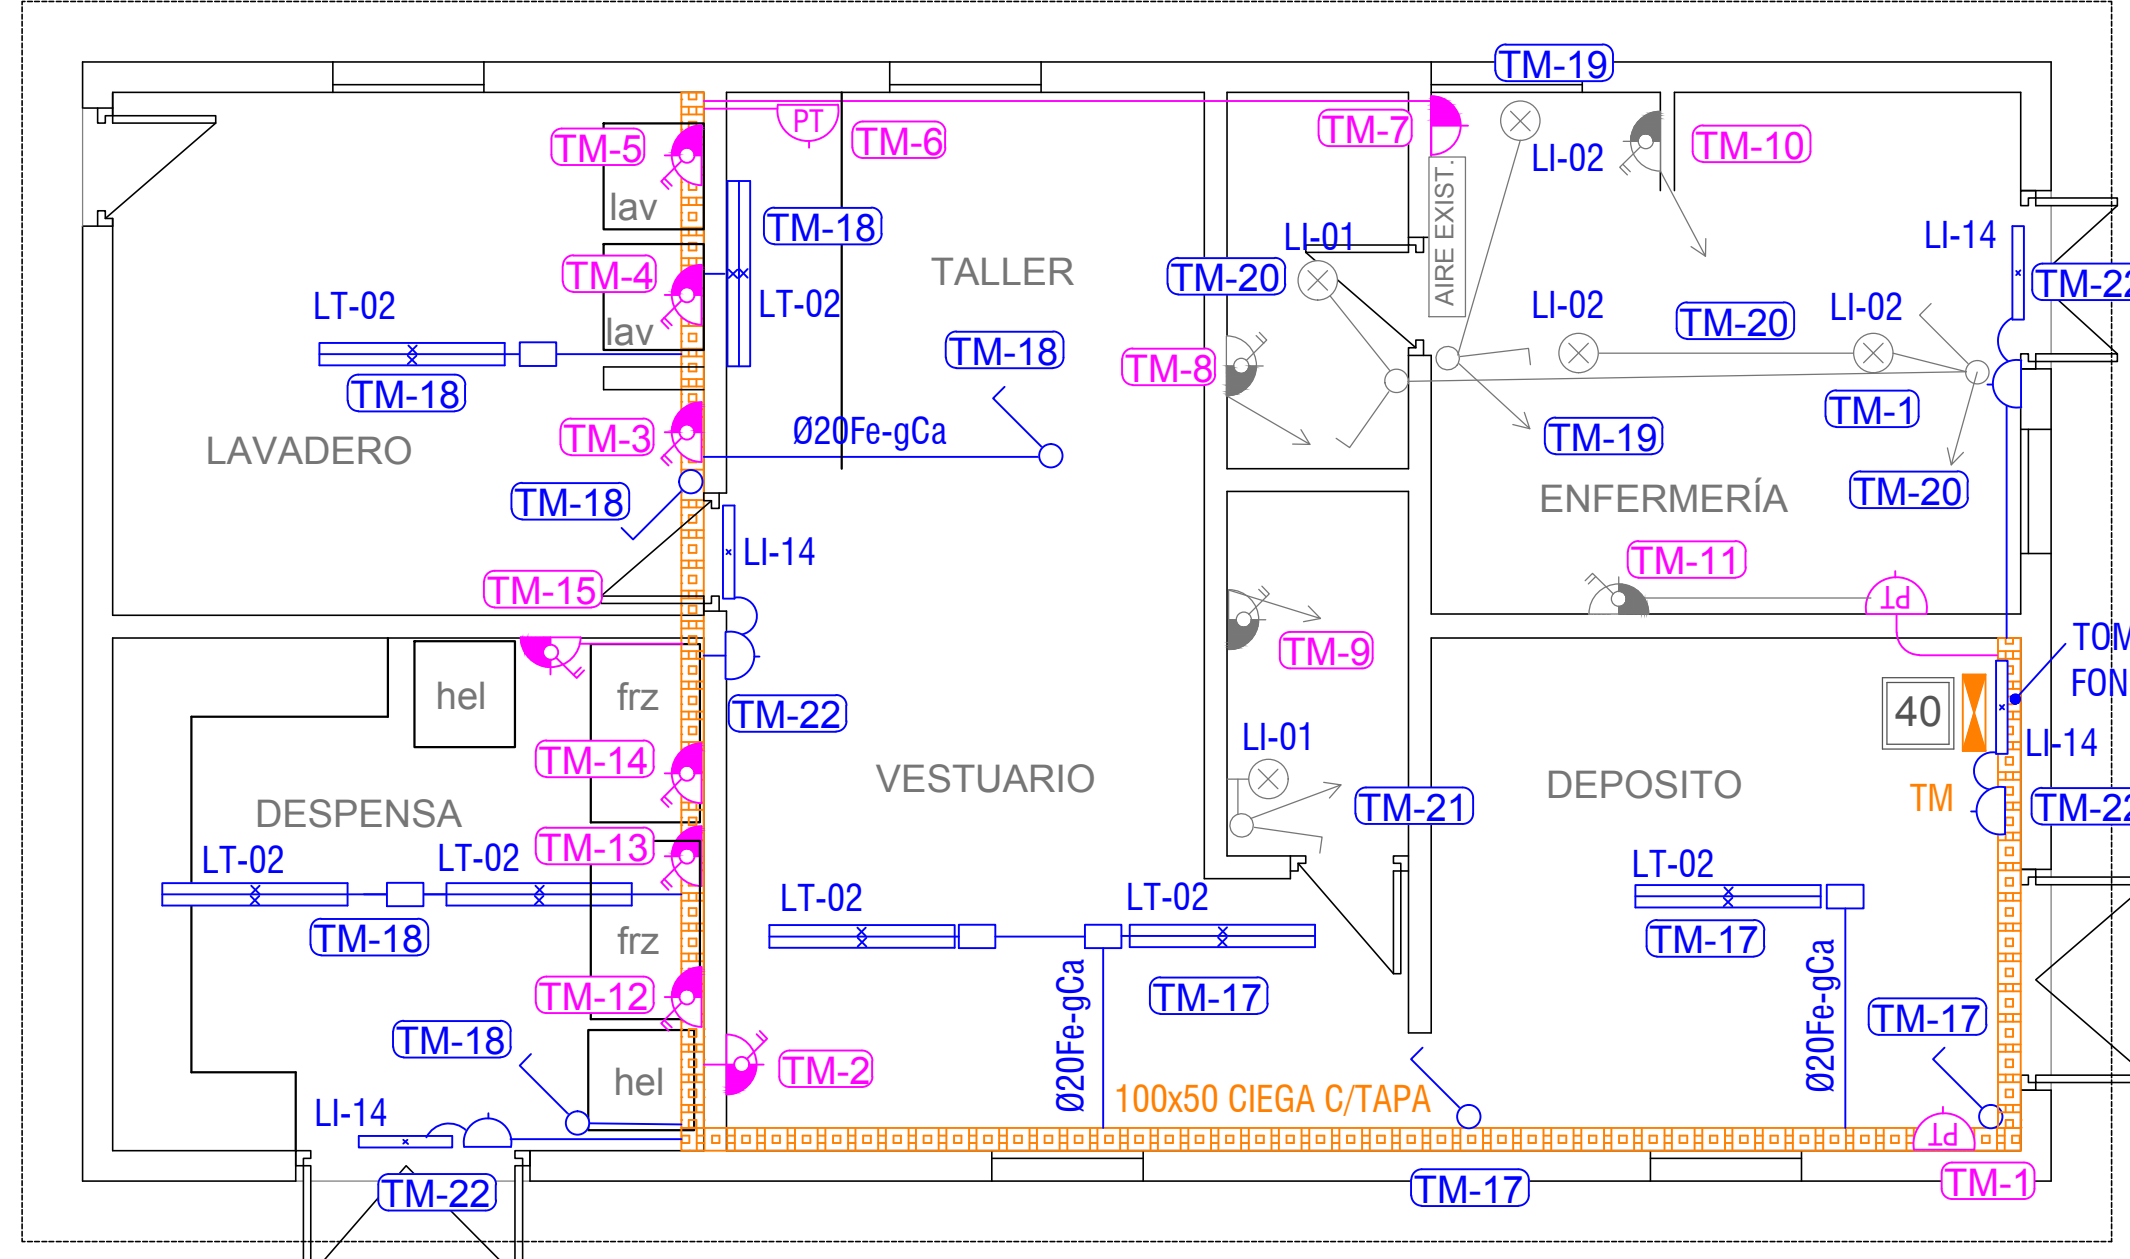 TM-19
TM-5
PT
TM-6
TM-7
LI-02
TM-10
lav
TM-18
AIRE EXIST.
LI-01
LI-14
TM-4
TALLER
TM-20
TM-22
LT-02
LT-02
LI-02
TM-20
LI-02
lav
TM-18
TM-8
TM-18
TM-1
TM-3
Ø20Fe-gCa
TM-19
LAVADERO
TM-18
ENFERMERÍA
TM-20
LI-14
TM-11
TM-15
PT
TM-9
TOM
FON
hel
frz
TM-22
40
LI-01
LI-14
TM-14
VESTUARIO
DEPOSITO
TM
DESPENSA
TM-21
TM-22
TM-13
LT-02
LT-02
LT-02
LT-02
LT-02
TM-18
frz
TM-17
TM-12
TM-17
Ø20Fe-gCa
Ø20Fe-gCa
TM-18
TM-17
TM-2
hel
100x50 CIEGA C/TAPA
LI-14
PT
TM-22
TM-17
TM-1